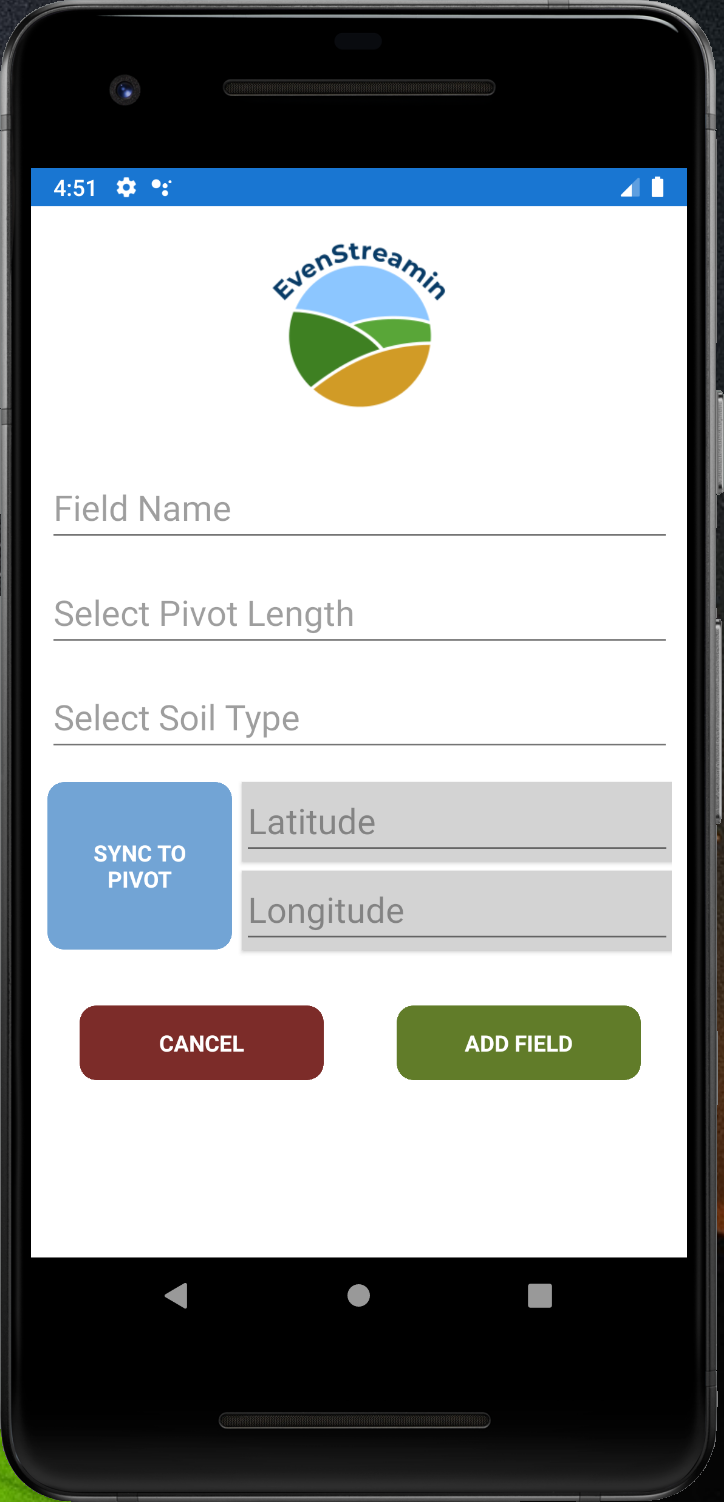 4:51
EvenStreamin
Field Name
Select Pivot Length
Select Soil Type
SYNC TO
PIVOT
Latitude
Longitude
CANCEL
ADD FIELD